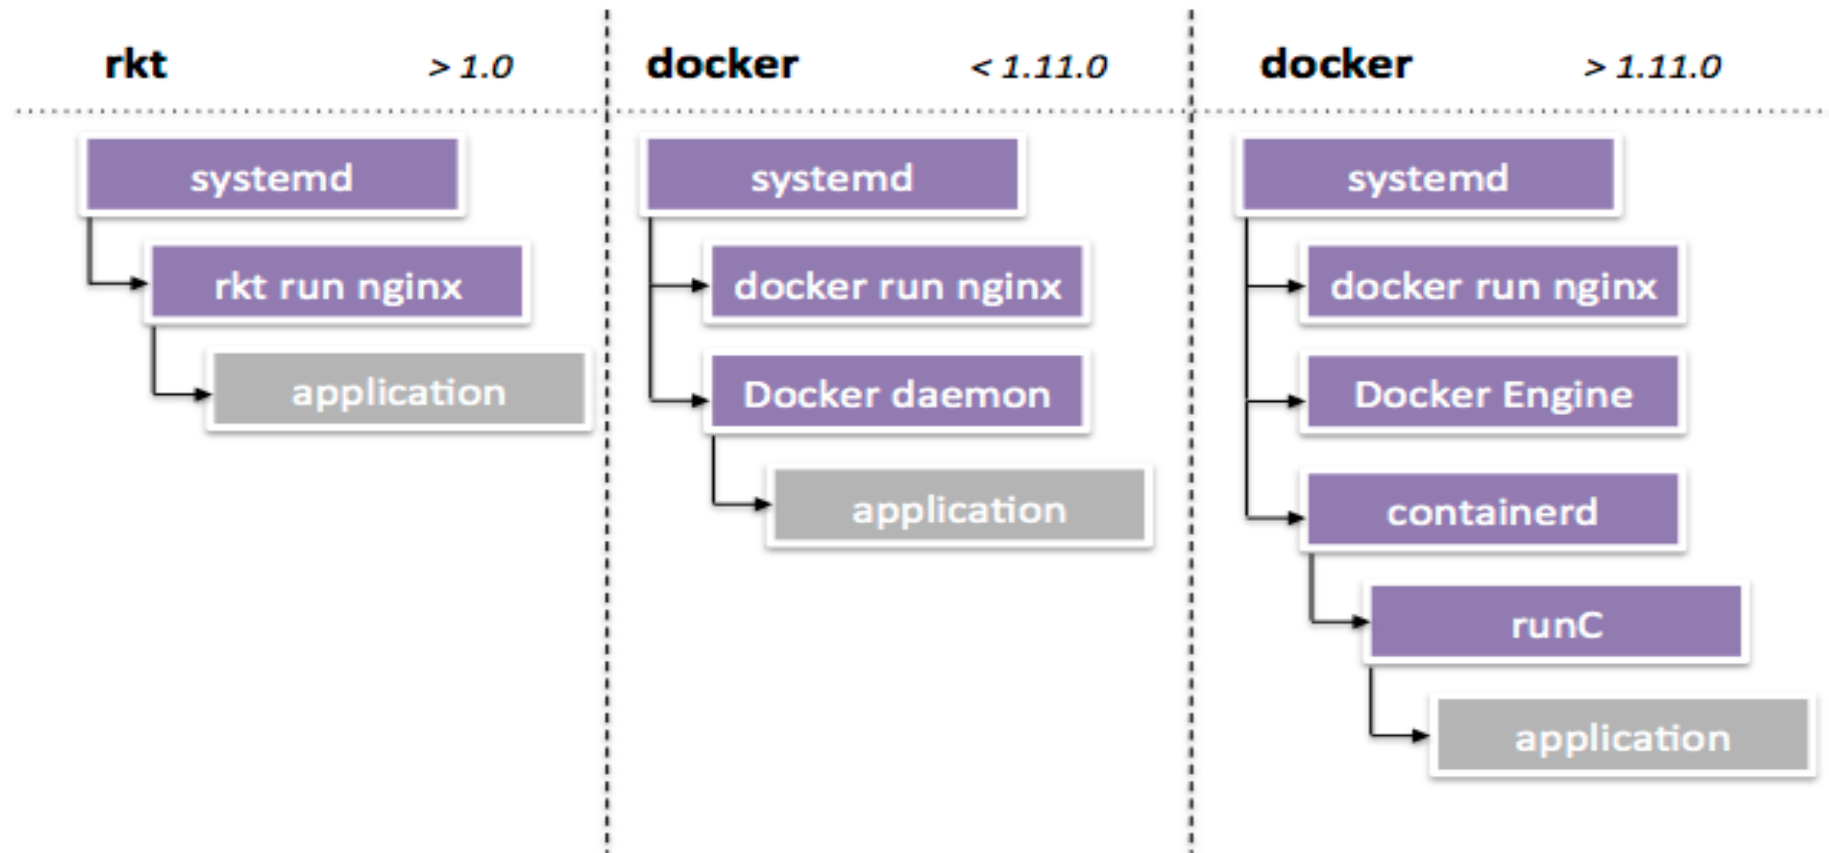 rkt > 1.0
systemd
rkt run nginx
application
docker < 1.11.0
systemd
docker run nginx
Docker daemon
application
docker > 1.11.0
systemd
docker run nginx
Docker Engine
containerd
runC
application